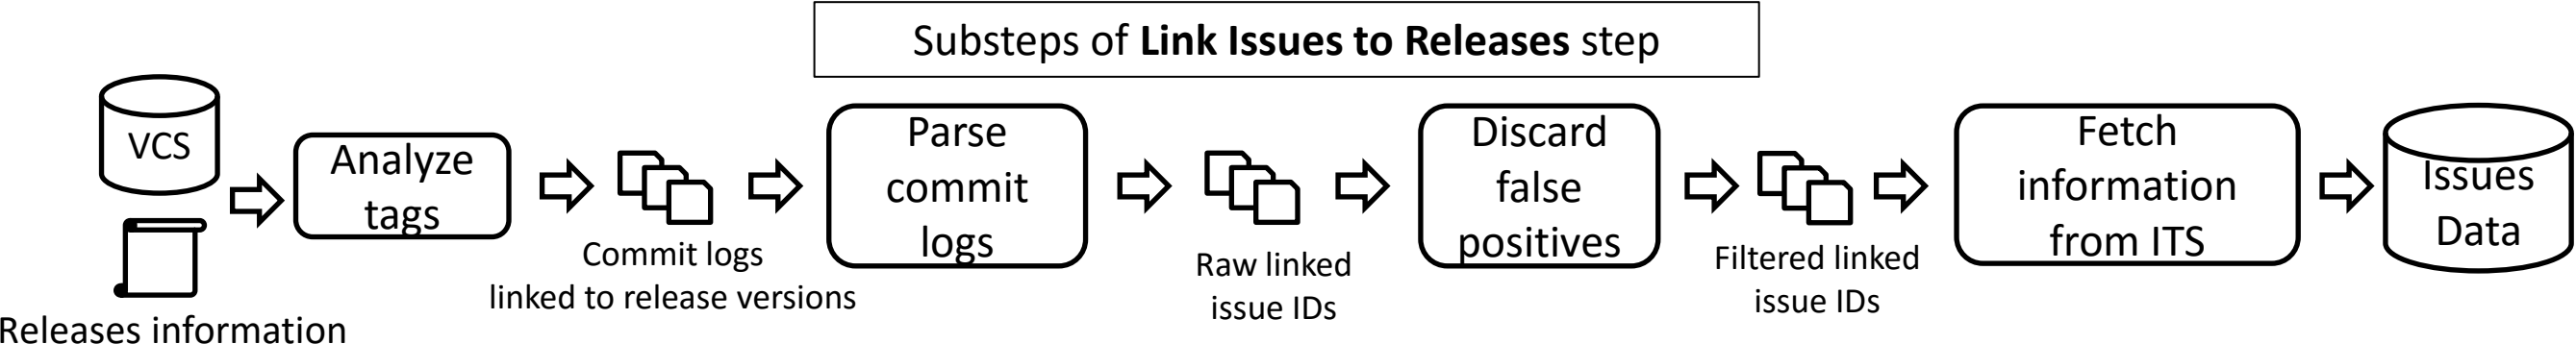 Substeps of Link Issues to Releases step
VCS
Releases information
Analyze
tags
Commit logs
linked to release versions
Parse
commit
logs
Raw linked
issue IDs
Discard
false
positives
Filtered linked
issue IDs
Fetch
information
from ITS
Issues
Data